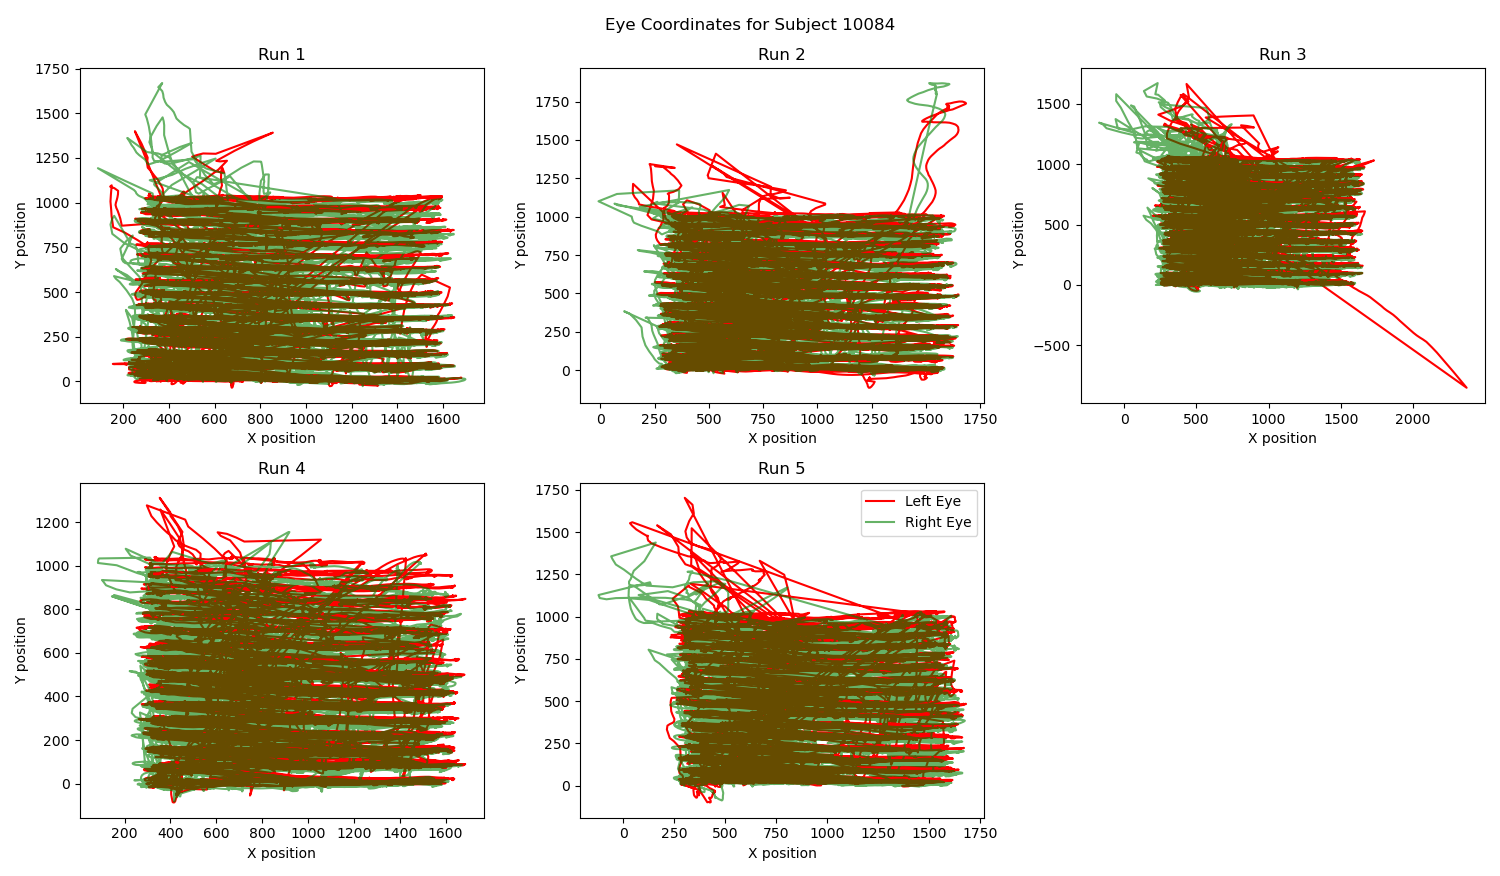 Eye Coordinates for Subject 10084
Run 1
1750
1500
1250
1000
750
500
250
0
Y position
200 400 600 800 1000 1200 1400 1600
X position
Run 2
1750
1500
1250
1000
750
500
250
0
Y position
0 250 500 750 1000 1250 1500 1750
X position
Run 3
1500
1000
500
0
−500
Y position
0 500 1000 1500 2000
X position
Run 4
1200
1000
800
600
400
200
0
Y position
200 400 600 800 1000 1200 1400 1600
X position
Run 5
1750
1500
1250
1000
750
500
250
0
Y position
0 250 500 750 1000 1250 1500 1750
X position
Left Eye
Right Eye